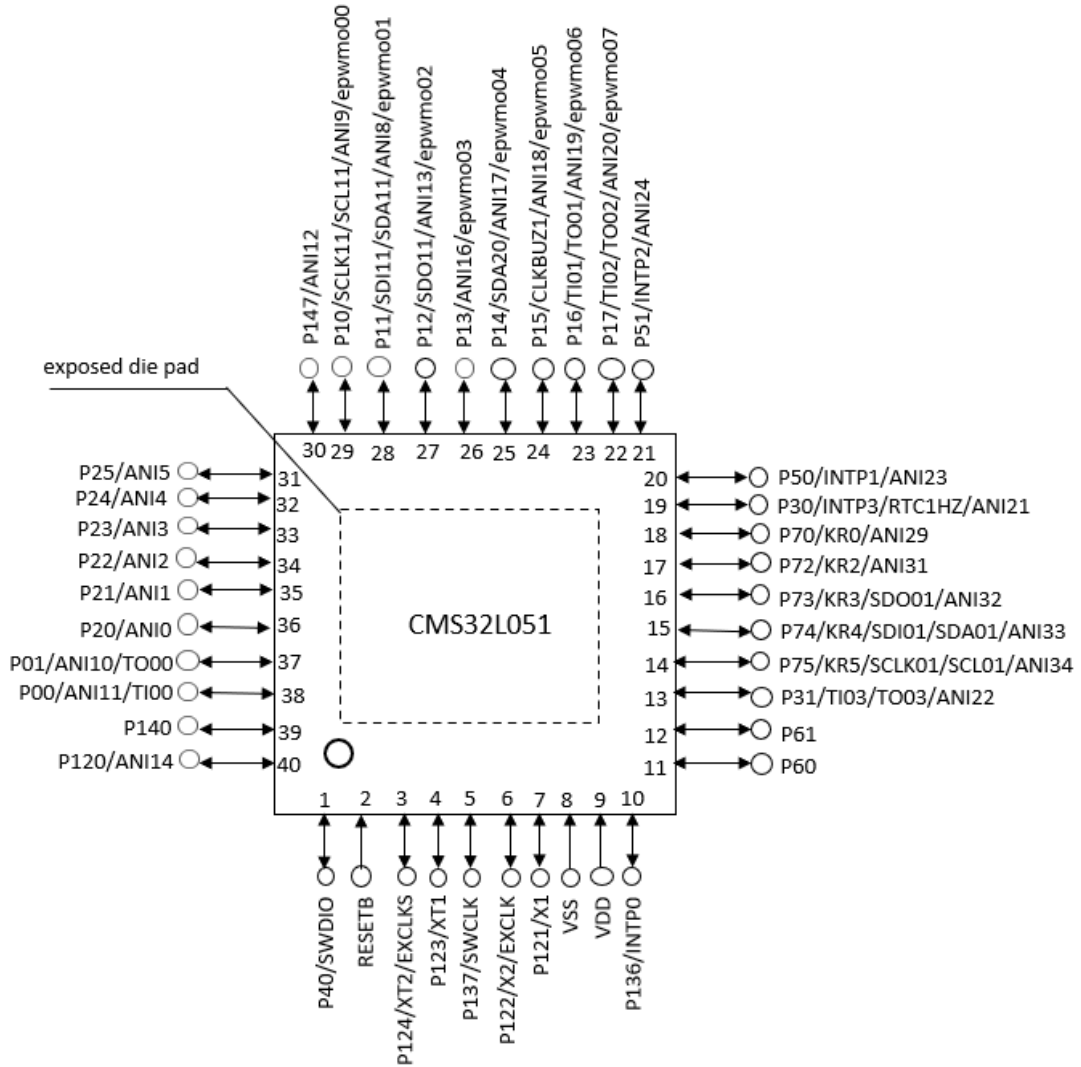 P147/ANI12
P10/SCLK11/SCL11/ANI9/epwmo00
P11/SDI11/SDA11/ANI8/epwmo01
P12/SDO11/ANI13/epwmo02
P13/ANI16/epwmo03
P14/SDA20/ANI17/epwmo04
P15/CLKBUZ1/ANI18/epwmo05
P16/TI01/TO01/ANI19/epwmo06
P17/TI02/TO02/ANI20/epwmo07
P51/INTP2/ANI24
exposed die pad
30 29 28 27 26 25 24 23 22 21
P25/ANI5 31
P24/ANI4 32
P23/ANI3 33
P22/ANI2 34
P21/ANI1 35
P20/ANI0 36
P01/ANI10/TO00 37
P00/ANI11/TI00 38
P140 39
P120/ANI14 40
CMS32L051
20 P50/INTP1/ANI23
19 P30/INTP3/RTC1HZ/ANI21
18 P70/KR0/ANI29
17 P72/KR2/ANI31
16 P73/KR3/SDO01/ANI32
15 P74/KR4/SDI01/SDA01/ANI33
14 P75/KR5/SCLK01/SCL01/ANI34
13 P31/TI03/TO03/ANI22
12 P61
11 P60
1 2 3 4 5 6 7 8 9 10
P40/SWDIO
RESETB
P124/XT2/EXCLKS
P123/XT1
P137/SWCLK
P122/X2/EXCLK
P121/X1
VSS
VDD
P136/INTP0